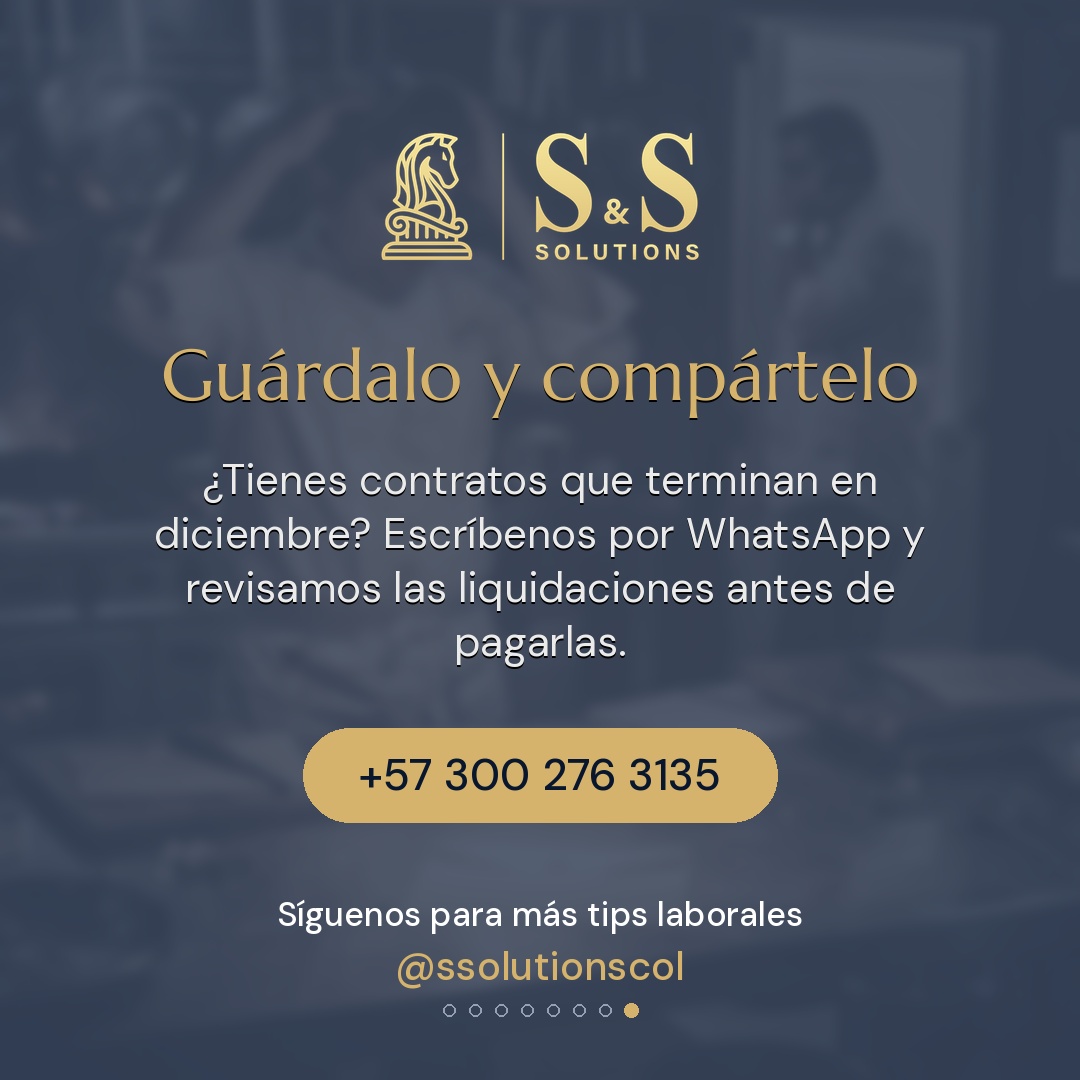 S & S
SOLUTIONS
Guárdalo y compártelo
¿Tienes contratos que terminan en
diciembre? Escríbenos por WhatsApp y
revisamos las liquidaciones antes de
pagarlas.
+57 300 276 3135
Síguenos para más tips laborales
@ssolutionscol